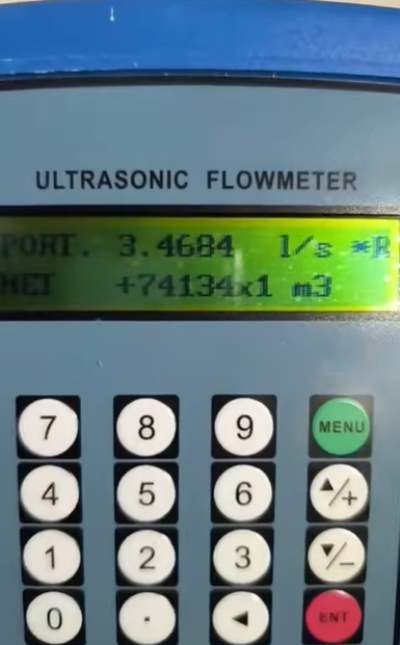 ULTRASONIC FLOWMETER
PORT. 3.4684 l/s *R
NET +74134x1 m3
7 8 9 MENU
4 5 6 ▲/+
1 2 3 ▼/-
0 . ◄ ENT